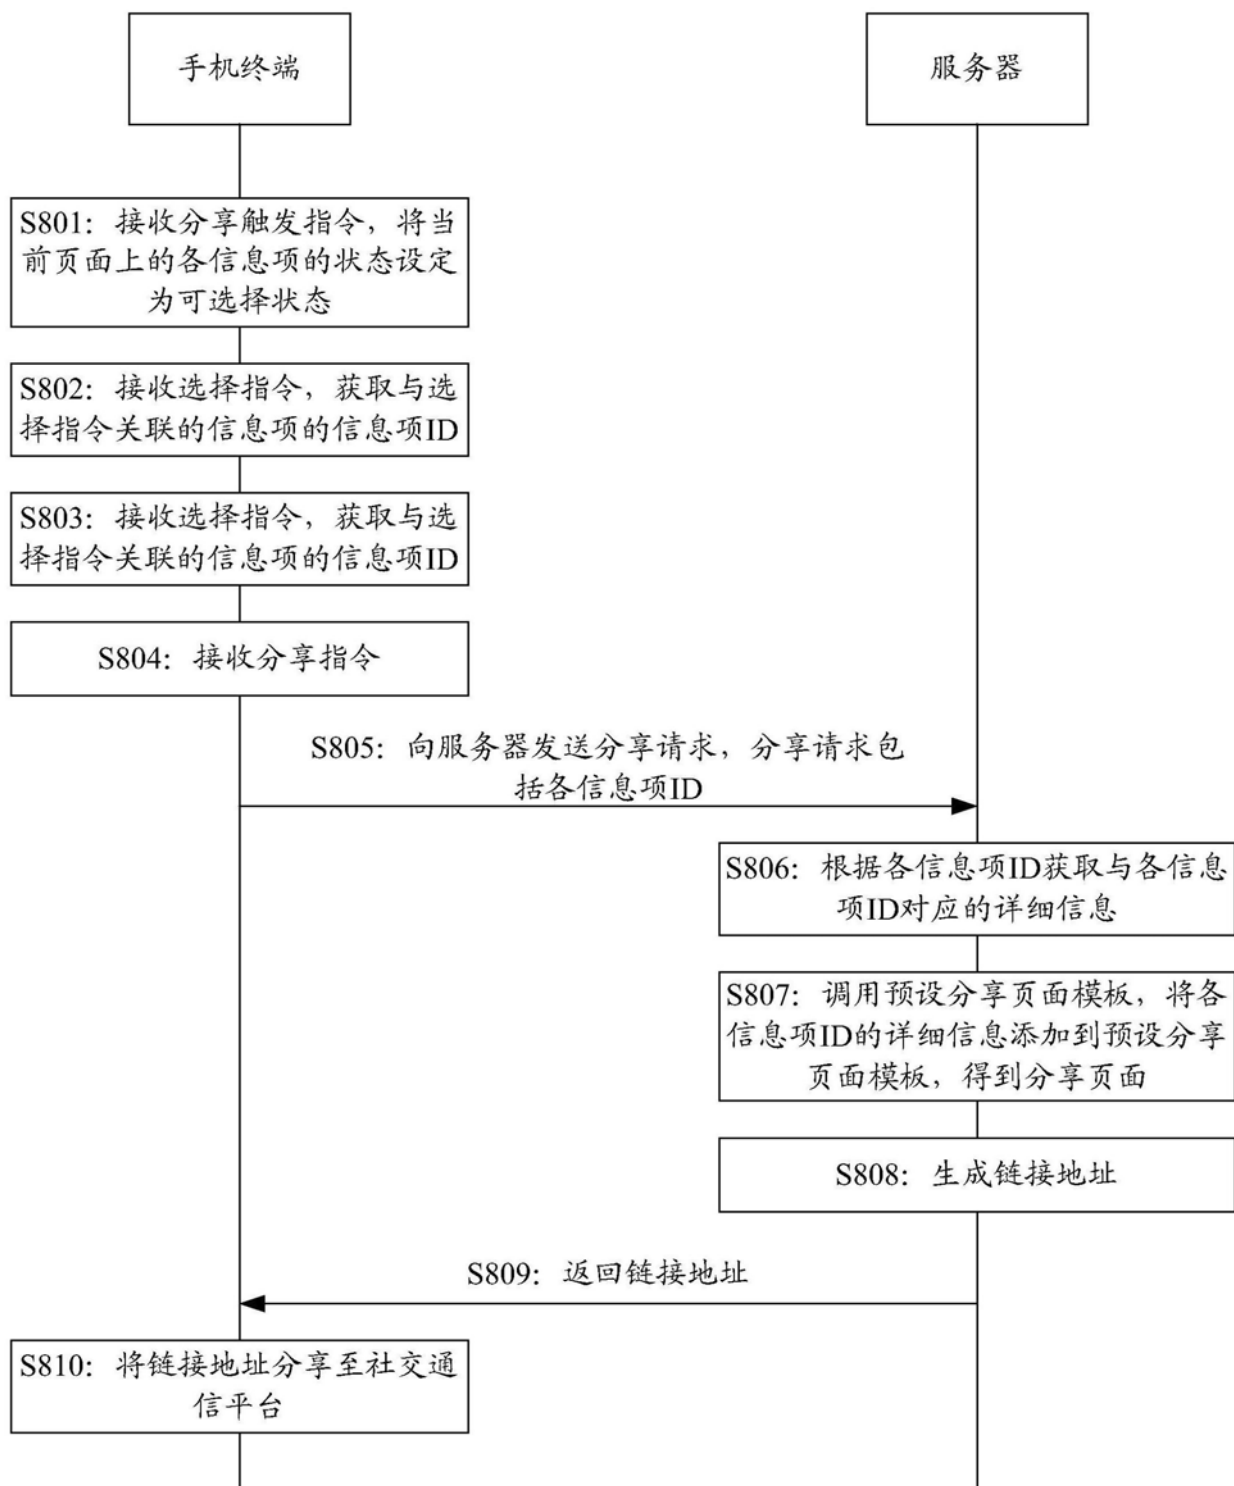 手机终端
服务器
S801：接收分享触发指令，将当
前页面上的各信息项的状态设定
为可选择状态
S802：接收选择指令，获取与选
择指令关联的信息项的信息项ID
S803：接收选择指令，获取与选
择指令关联的信息项的信息项ID
S804：接收分享指令
S805：向服务器发送分享请求，分享请求包
括各信息项ID
S806：根据各信息项ID获取与各信息
项ID对应的详细信息
S807：调用预设分享页面模板，将各
信息项ID的详细信息添加到预设分享
页面模板，得到分享页面
S808：生成链接地址
S809：返回链接地址
S810：将链接地址分享至社交通
信平台